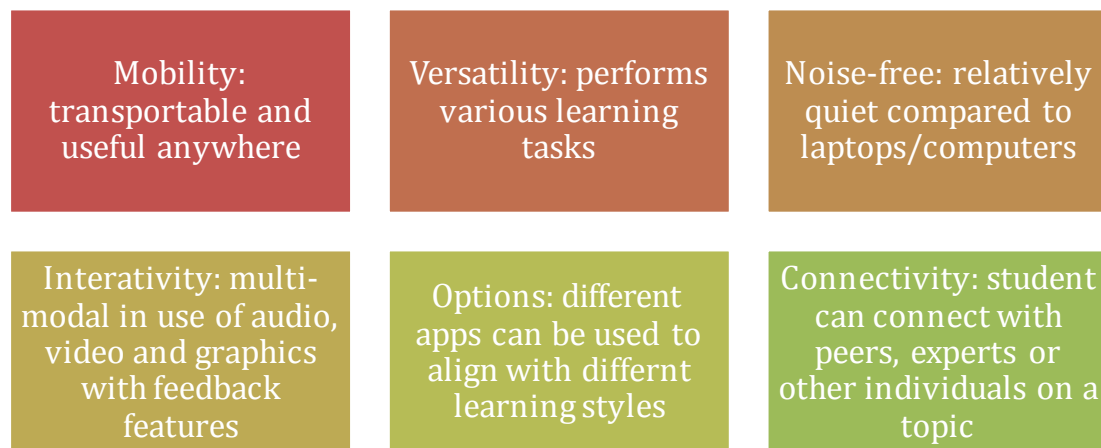 Mobility:
transportable and
useful anywhere
Versatility: performs
various learning
tasks
Noise-free: relatively
quiet compared to
laptops/computers
Interativity: multi-
modal in use of audio,
video and graphics
with feedback
features
Options: different
apps can be used to
align with differnt
learning styles
Connectivity: student
can connect with
peers, experts or
other individuals on a
topic